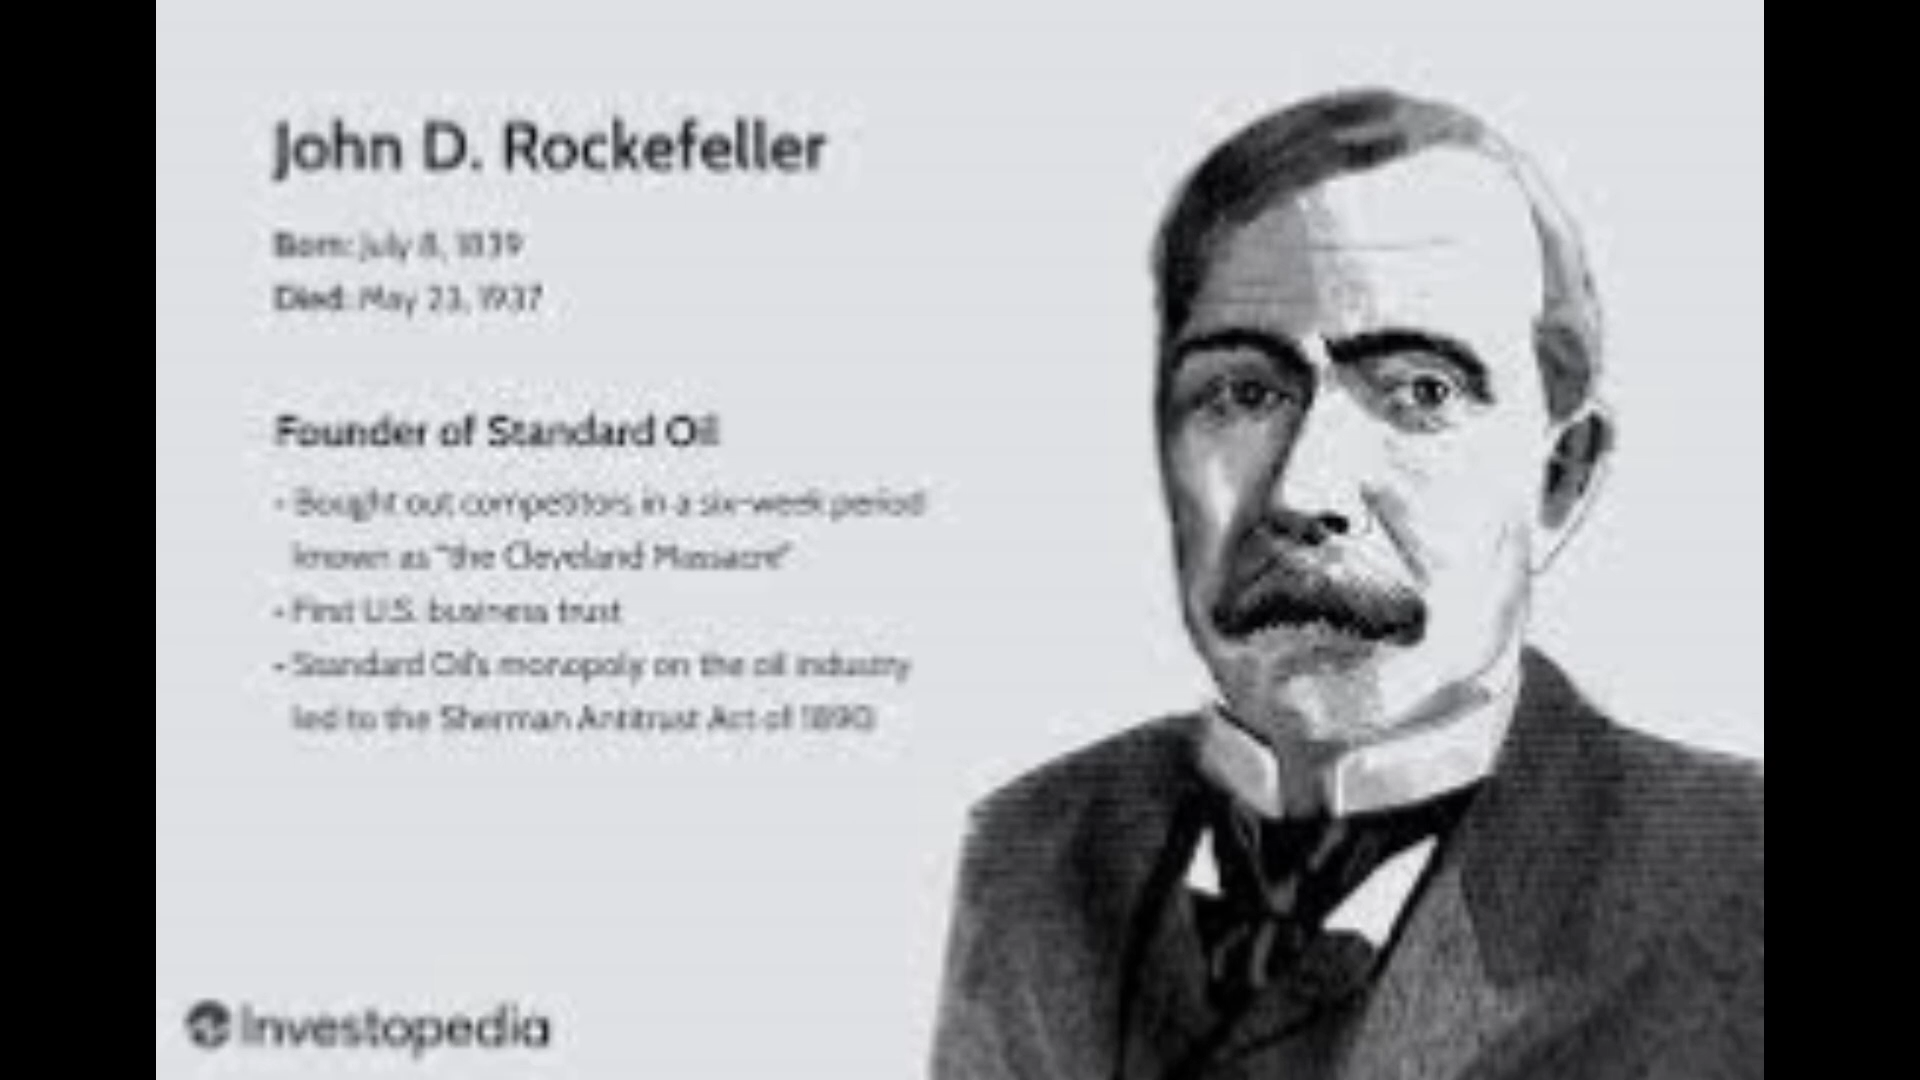 John D. Rockefeller
Born: July 8, 1839
Died: May 23, 1937
Founder of Standard Oil
- Bought out competitors in a six-week period
known as "the Cleveland Massacre"
- First U.S. business trust
- Standard Oil's monopoly on the oil industry
led to the Sherman Antitrust Act of 1890
Investopedia